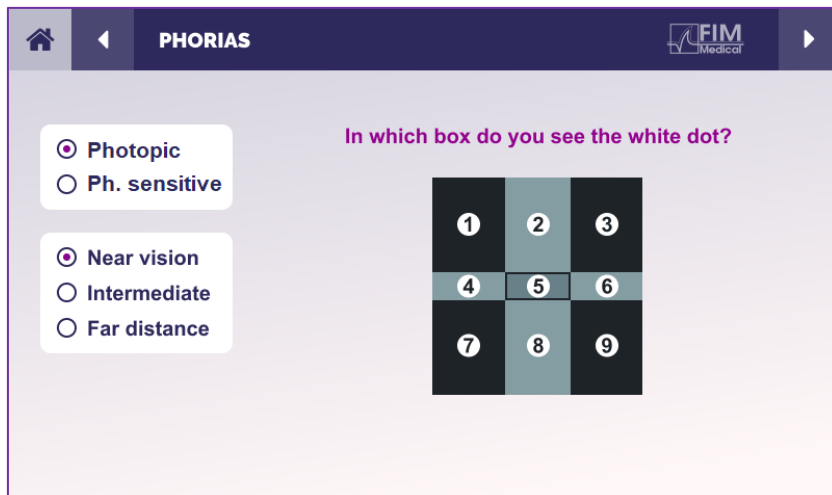 PHORIAS
FIM
Medical
Photopic
Ph. sensitive
Near vision
Intermediate
Far distance
In which box do you see the white dot?
1 2 3
4 5 6
7 8 9